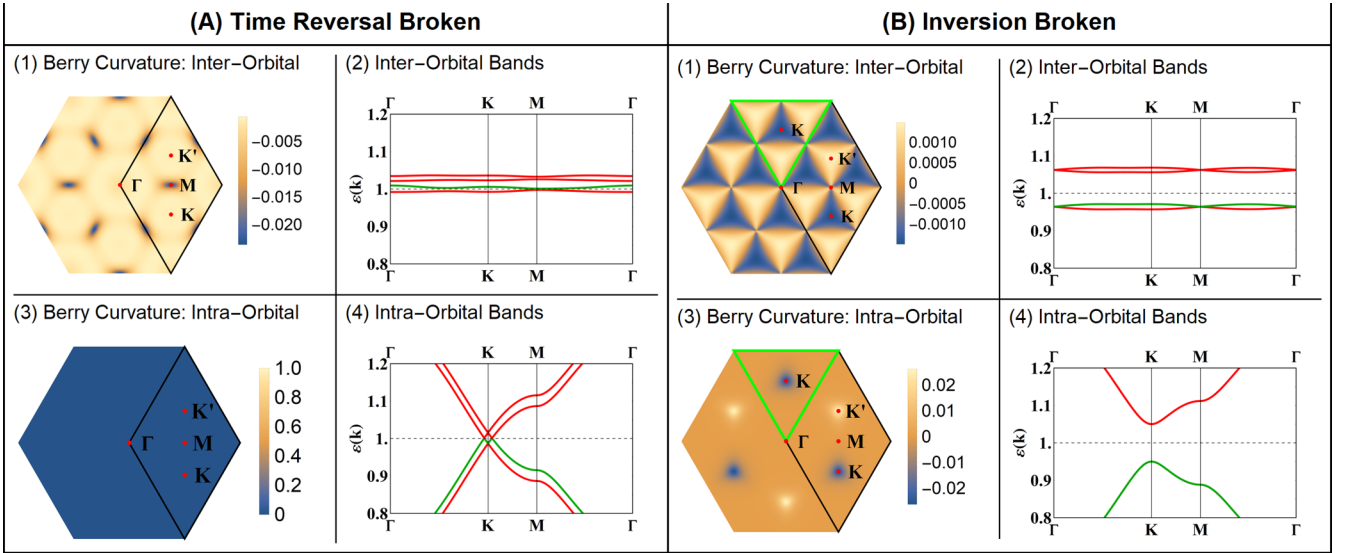 (A) Time Reversal Broken
(B) Inversion Broken
(1) Berry Curvature: Inter-Orbital
K'
Γ
M
K
-0.005
-0.010
-0.015
-0.020
(2) Inter-Orbital Bands
Γ K M Γ
1.2
1.1
1.0
0.9
0.8
ε(k)
Γ K M Γ
(1) Berry Curvature: Inter-Orbital
K
K'
Γ
M
K
0.0010
0.0005
0
-0.0005
-0.0010
(2) Inter-Orbital Bands
Γ K M Γ
1.2
1.1
1
0.9
0.8
ε(k)
Γ K M Γ
(3) Berry Curvature: Intra-Orbital
K'
Γ
M
K
1.0
0.8
0.6
0.4
0.2
0
(4) Intra-Orbital Bands
Γ K M Γ
1.2
1.1
1.
0.9
0.8
ε(k)
Γ K M Γ
(3) Berry Curvature: Intra-Orbital
K
K'
Γ
M
K
0.02
0.01
0
-0.01
-0.02
(4) Intra-Orbital Bands
Γ K M Γ
1.2
1.1
1.
0.9
0.8
ε(k)
Γ K M Γ